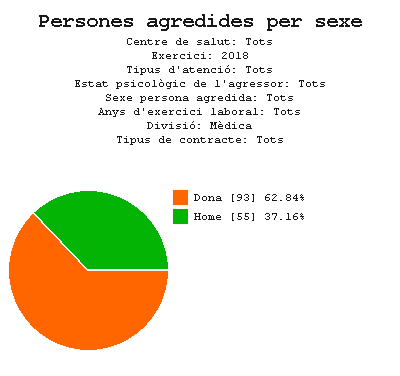 Persones agredides per sexe
Centre de salut: Tots
Exercici: 2018
Tipus d'atenció: Tots
Estat psicològic de l'agressor: Tots
Sexe persona agredida: Tots
Anys d'exercici laboral: Tots
Divisió: Mèdica
Tipus de contracte: Tots
Dona [93] 62.84%
Home [55] 37.16%